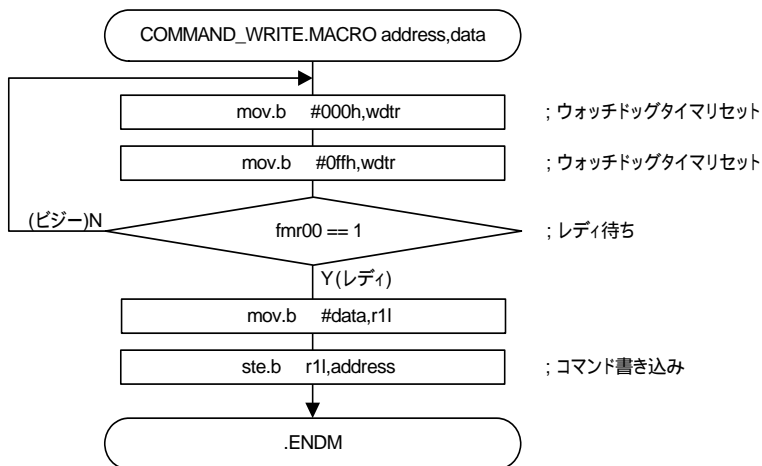 COMMAND_WRITE.MACRO address,data
mov.b #000h,wdtr ; ウォッチドッグタイマリセット
mov.b #0ffh,wdtr ; ウォッチドッグタイマリセット
(ビジー)N
fmr00 == 1 ; レディ待ち
Y(レディ)
mov.b #data,r1l
ste.b r1l,address ; コマンド書き込み
.ENDM